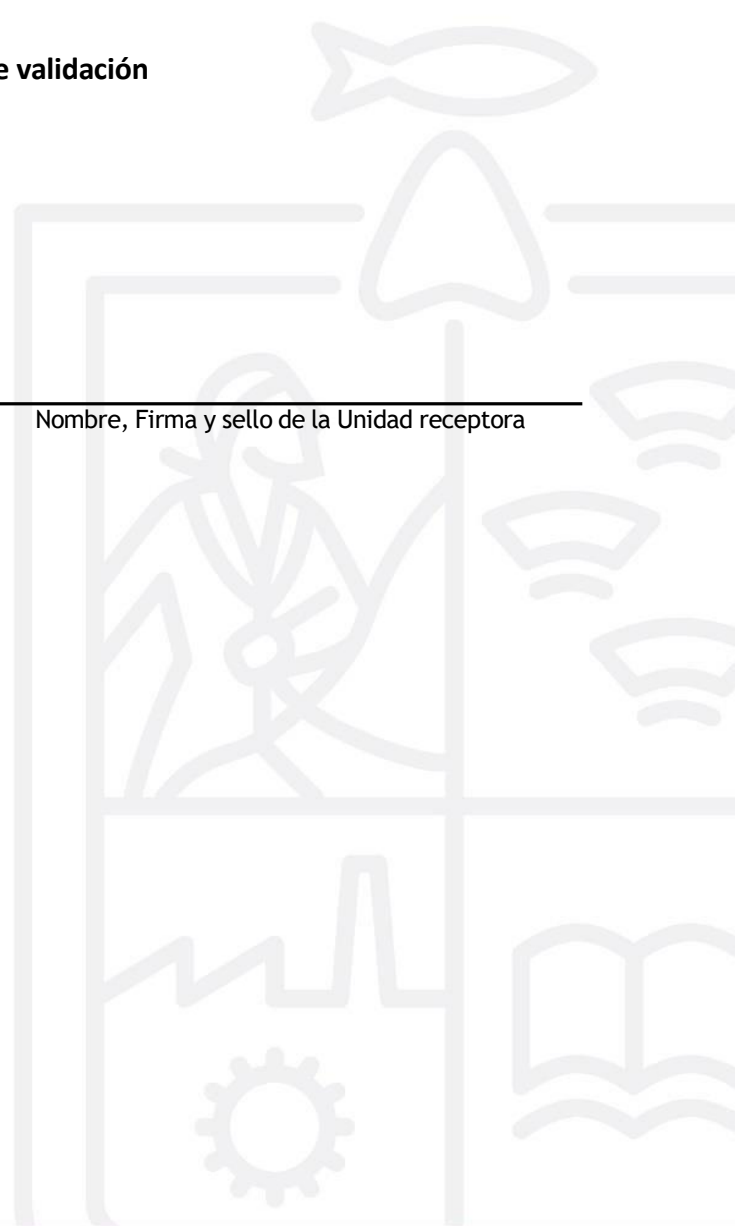 e validación
Nombre, Firma y sello de la Unidad receptora